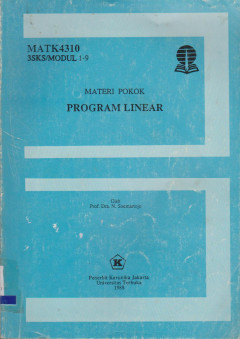 MATK4310
3SKS/MODUL 1-9
MATERI POKOK
PROGRAM LINEAR
Oleh
Prof. Drs. N. Soemartojo
K
Penerbit Karunika Jakarta
Universitas Terbuka
1988